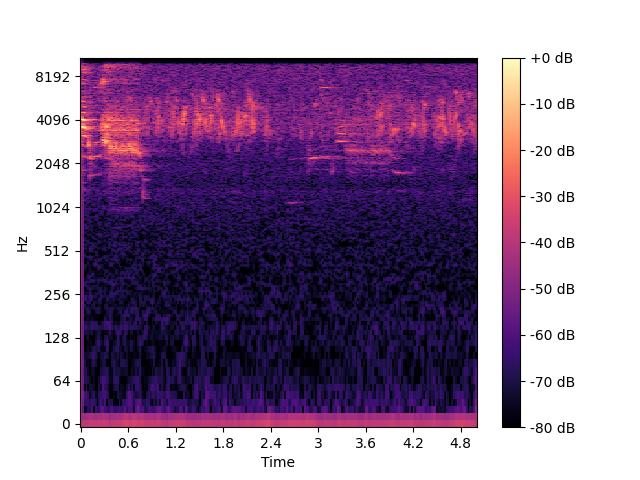 8192
4096
2048
1024
512
256
128
64
0
Hz
0 0.6 1.2 1.8 2.4 3 3.6 4.2 4.8
Time
+0 dB
-10 dB
-20 dB
-30 dB
-40 dB
-50 dB
-60 dB
-70 dB
-80 dB